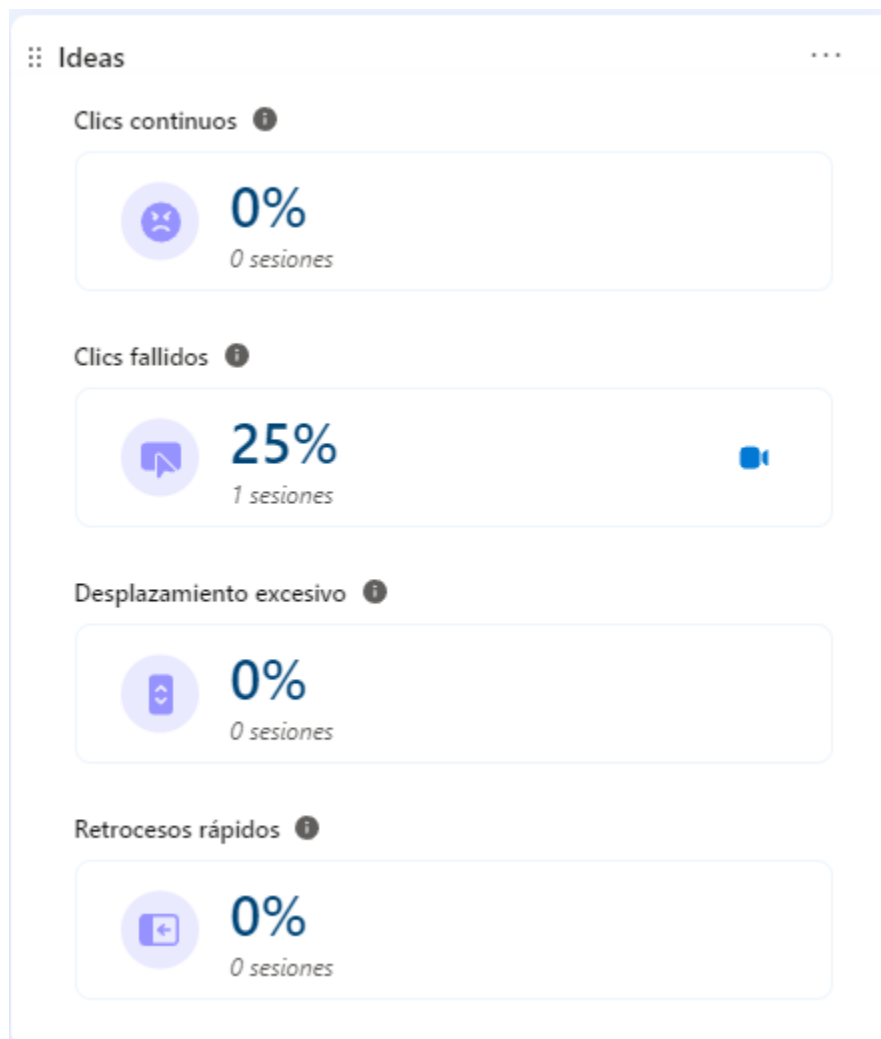 Ideas
Clics continuos
0%
0 sesiones
Clics fallidos
25%
1 sesiones
Desplazamiento excesivo
0%
0 sesiones
Retrocesos rápidos
0%
0 sesiones